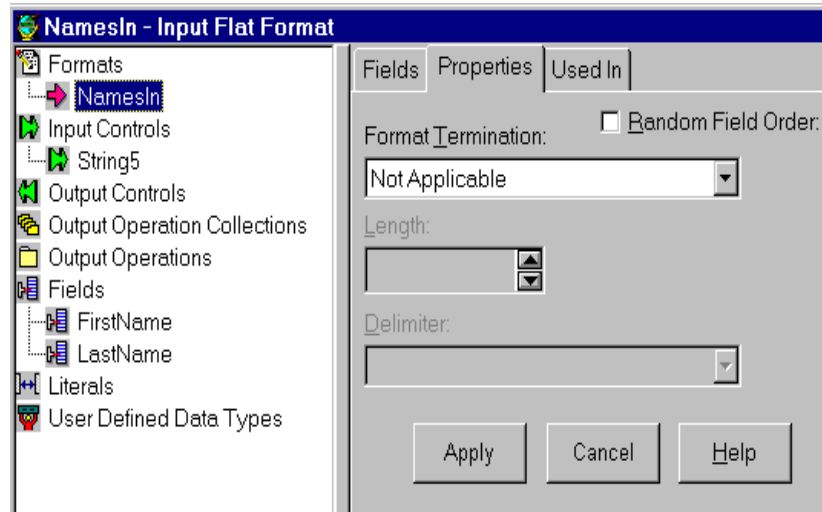 NamesIn - Input Flat Format
Formats
NamesIn
Input Controls
String5
Output Controls
Output Operation Collections
Output Operations
Fields
FirstName
LastName
Literals
User Defined Data Types
Fields
Properties
Used In
Random Field Order:
Format Termination:
Not Applicable
Length:
Delimiter:
Apply
Cancel
Help